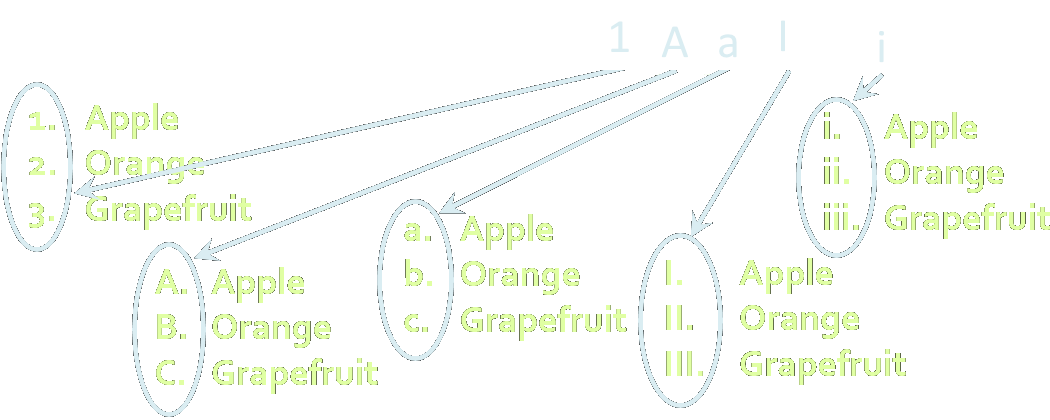 1 A a I i
1. Apple
2. Orange
3. Grapefruit
A. Apple
B. Orange
C. Grapefruit
a. Apple
b. Orange
c. Grapefruit
I. Apple
II. Orange
III. Grapefruit
i. Apple
ii. Orange
iii. Grapefruit